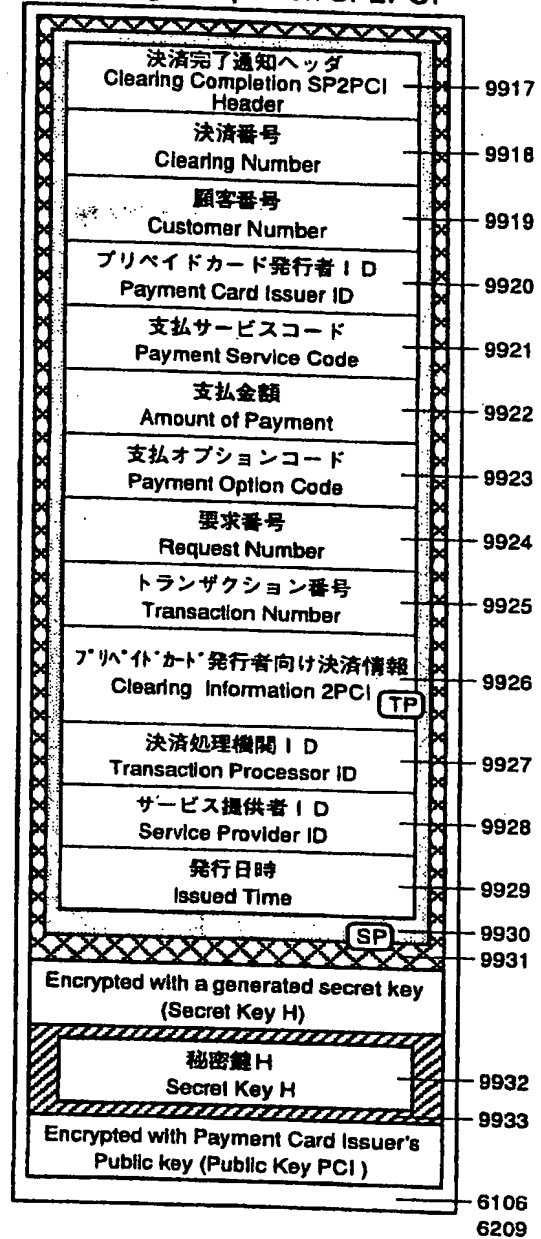 決済完了通知ヘッダ
Clearing Completion SP2PCI
Header
9917
決済番号
Clearing Number
9918
顧客番号
Customer Number
9919
プリペイドカード発行者ID
Payment Card Issuer ID
9920
支払サービスコード
Payment Service Code
9921
支払金額
Amount of Payment
9922
支払オプションコード
Payment Option Code
9923
要求番号
Request Number
9924
トランザクション番号
Transaction Number
9925
プリペイドカード発行者向け決済情報
Clearing Information 2PCI
TP
9926
決済処理機関ID
Transaction Processor ID
9927
サービス提供者ID
Service Provider ID
9928
発行日時
Issued Time
9929
SP
9930
9931
Encrypted with a generated secret key
(Secret Key H)
秘密鍵H
Secret Key H
9932
9933
Encrypted with Payment Card Issuer's
Public key (Public Key PCI )
6106
6209